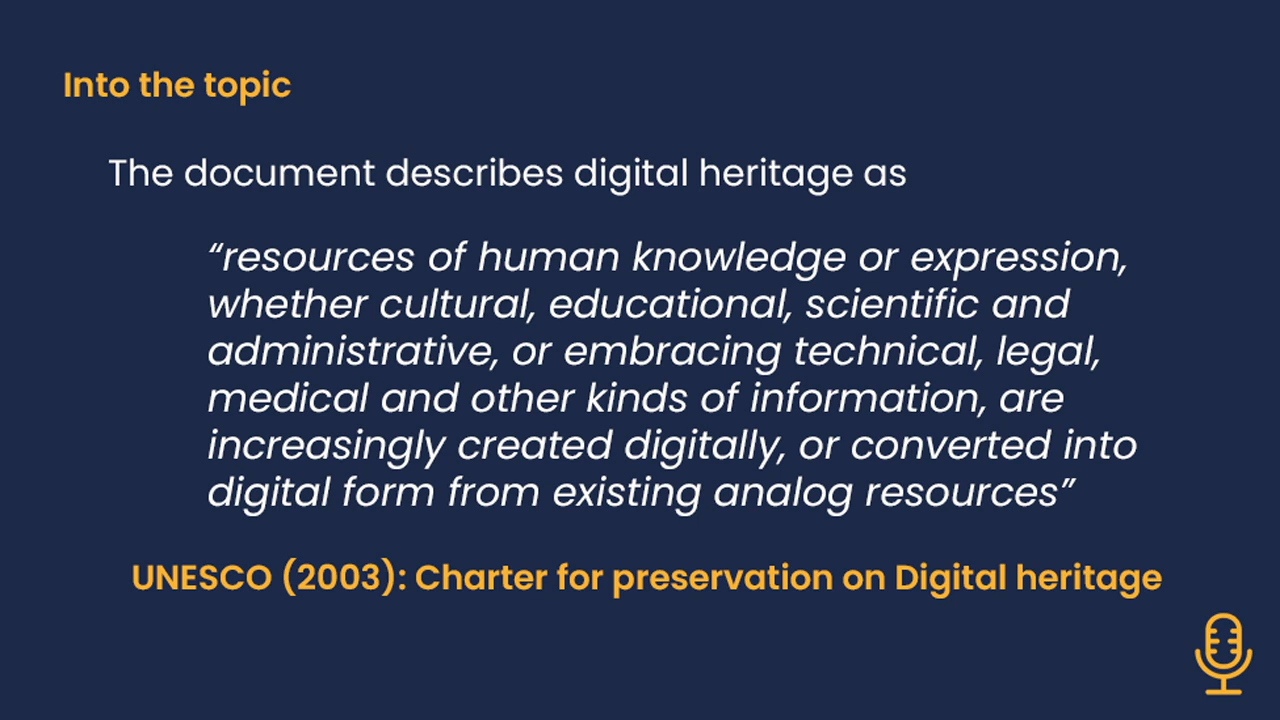 Into the topic
The document describes digital heritage as
“resources of human knowledge or expression,
whether cultural, educational, scientific and
administrative, or embracing technical, legal,
medical and other kinds of information, are
increasingly created digitally, or converted into
digital form from existing analog resources”
UNESCO (2003): Charter for preservation on Digital heritage